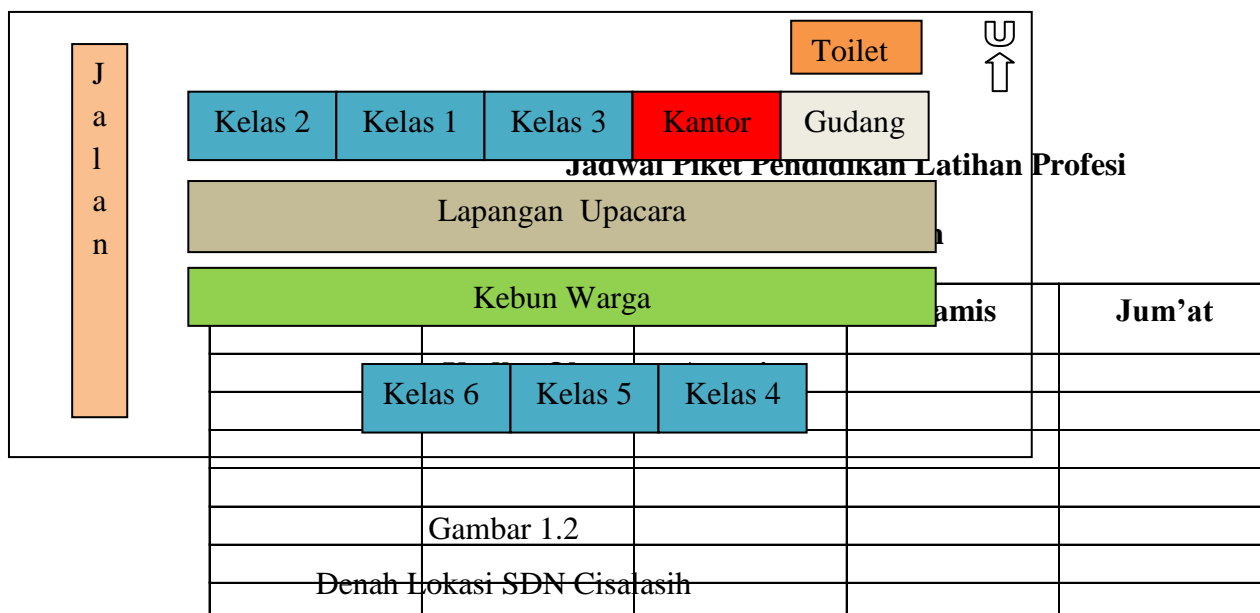 U
Toilet
Jalan
Kelas 2 Kelas 1 Kelas 3 Kantor Gudang
Jadwal Piket Pendidikan Latihan Profesi
Lapangan Upacara
Kebun Warga
Jum'at
Kelas 6 Kelas 5 Kelas 4
Gambar 1.2
Denah Lokasi SDN Cisalasih